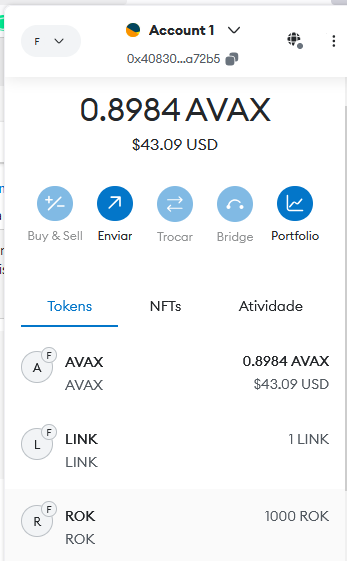 F
Account 1
0x40830...a72b5
0.8984 AVAX
$43.09 USD
Buy & Sell
Enviar
Trocar
Bridge
Portfolio
Tokens
NFTs
Atividade
A
F
AVAX
0.8984 AVAX
AVAX
$43.09 USD
L
F
LINK
1 LINK
LINK
R
F
ROK
1000 ROK
ROK